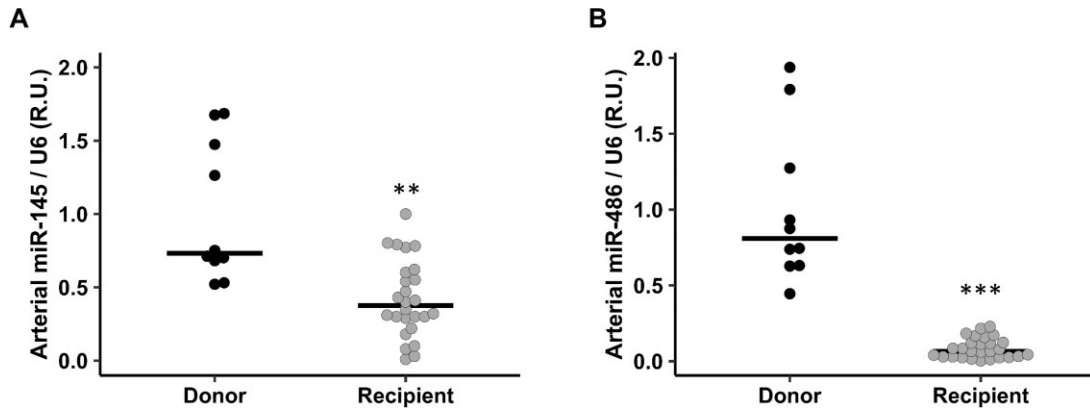 A
Arterial miR-145 / U6 (R.U.)
2.0
1.5
1.0
0.5
0.0
**
Donor
Recipient
B
Arterial miR-486 / U6 (R.U.)
2.0
1.5
1.0
0.5
0.0
***
Donor
Recipient